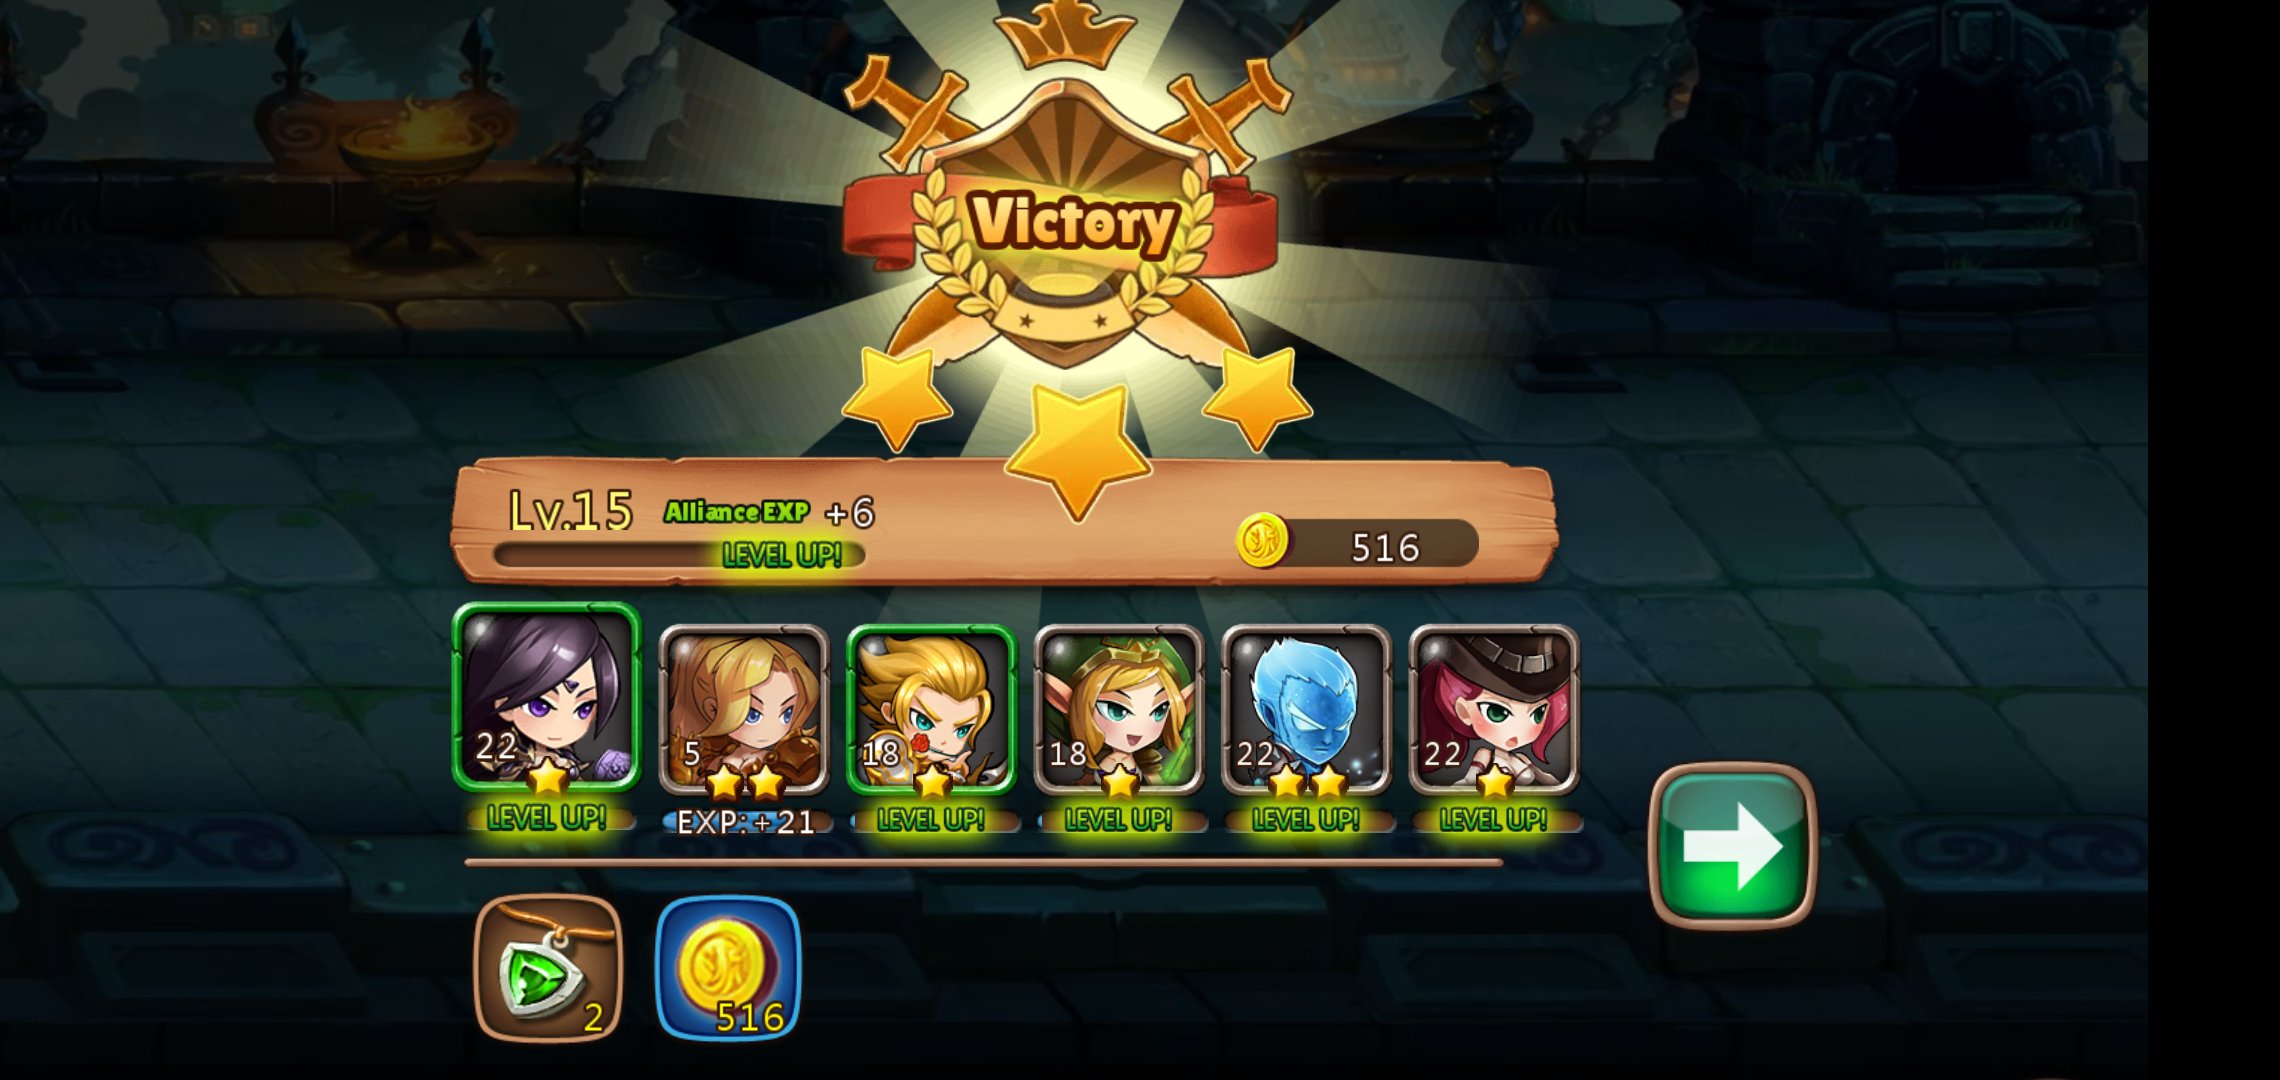 Victory
Lv.15 Alliance EXP +6
LEVEL UP!
516
22 5 18 18 22 22
LEVEL UP! EXP:+21 LEVEL UP! LEVEL UP! LEVEL UP! LEVEL UP!
2 516